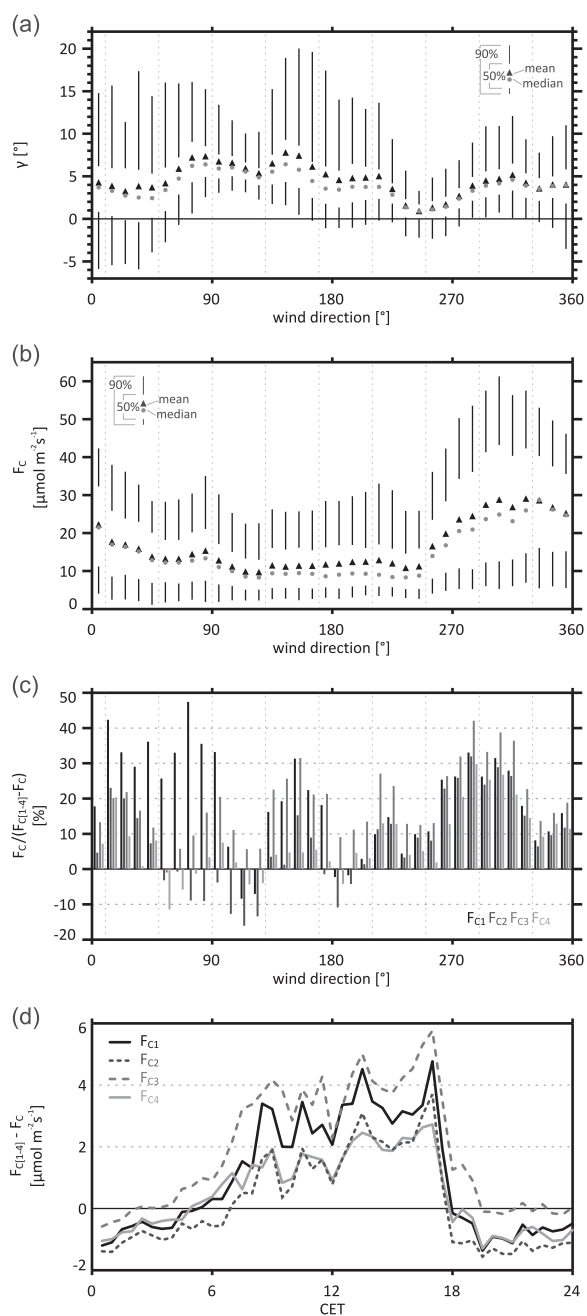 (a)
20
15
10
5
0
-5
γ [°]
90%
50%
mean
median
0 90 180 270 360
wind direction [°]
(b)
60
50
40
30
20
10
0
F_C
[μmol m⁻²s⁻¹]
90%
50%
mean
median
0 90 180 270 360
wind direction [°]
(c)
50
40
30
20
10
0
-10
-20
F_C/(F_C[1-4]-F_C)
[%]
F_C1 F_C2 F_C3 F_C4
0 90 180 270 360
wind direction [°]
(d)
6
4
2
0
-2
F_C[1-4] - F_C
[μmol m⁻²s⁻¹]
F_C1
F_C2
F_C3
F_C4
0 6 12 18 24
CET